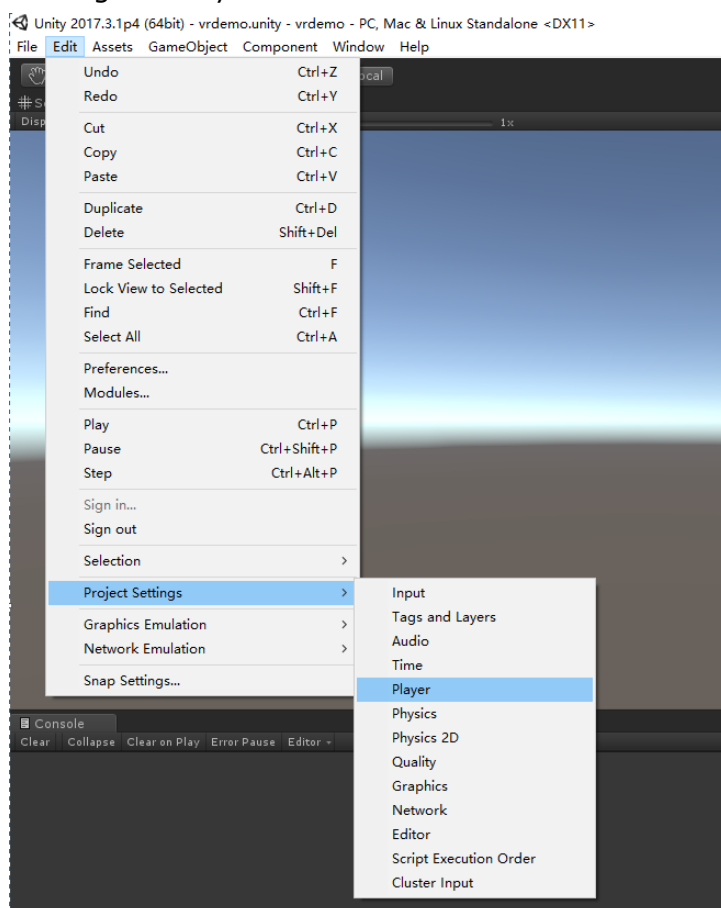 Unity 2017.3.1p4 (64bit) - vrdemo.unity - vrdemo - PC, Mac & Linux Standalone <DX11>
File Edit Assets GameObject Component Window Help
Undo Ctrl+Z
Redo Ctrl+Y
Cut Ctrl+X
Copy Ctrl+C
Paste Ctrl+V
Duplicate Ctrl+D
Delete Shift+Del
Frame Selected F
Lock View to Selected Shift+F
Find Ctrl+F
Select All Ctrl+A
Preferences...
Modules...
Play Ctrl+P
Pause Ctrl+Shift+P
Step Ctrl+Alt+P
Sign in...
Sign out
Selection >
Project Settings >
Graphics Emulation >
Network Emulation >
Snap Settings...
ocal
# S
Disp 1x
Input
Tags and Layers
Audio
Time
Player
Physics
Physics 2D
Quality
Graphics
Network
Editor
Script Execution Order
Cluster Input
Console
Clear Collapse Clear on Play Error Pause Editor